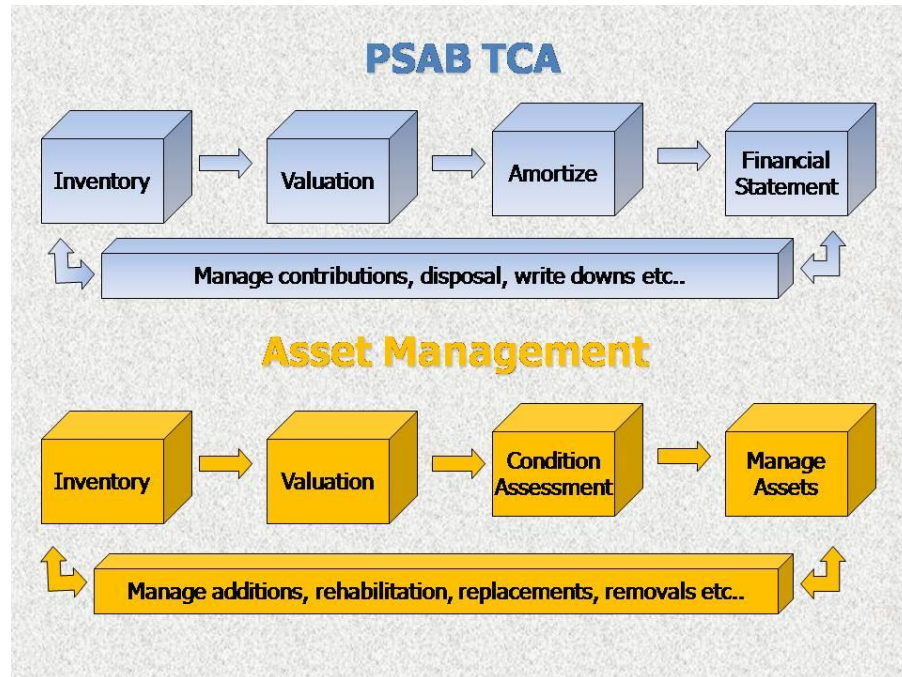 PSAB TCA
Inventory
Valuation
Amortize
Financial
Statement
Manage contributions, disposal, write downs etc..
Asset Management
Inventory
Valuation
Condition
Assessment
Manage
Assets
Manage additions, rehabilitation, replacements, removals etc..